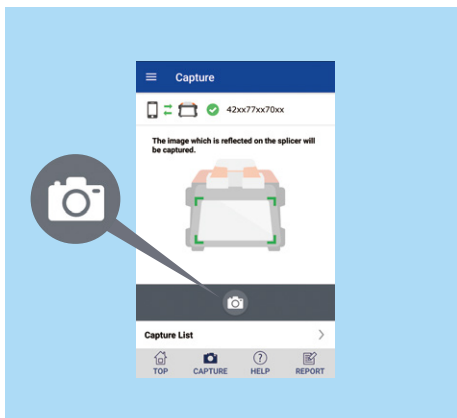 Capture
42xx77xx70xx
The image which is reflected on the splicer will
be captured.
Capture List
TOP
CAPTURE
HELP
REPORT